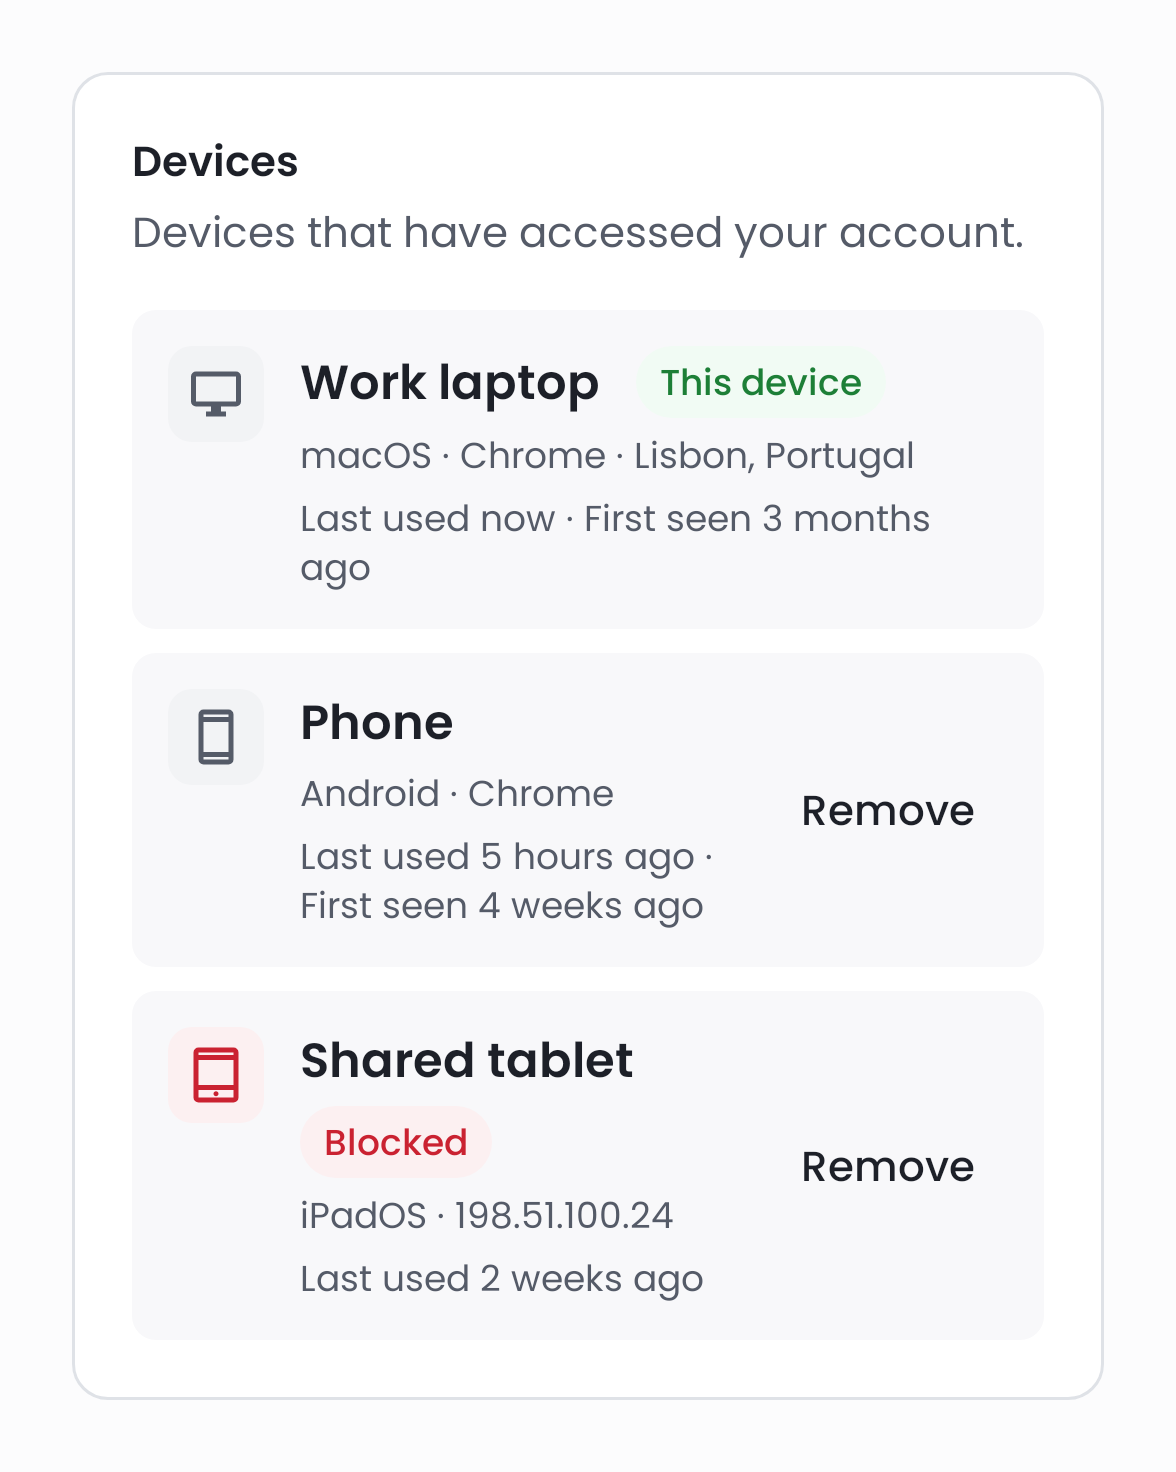 Devices
Devices that have accessed your account.
Work laptop This device
macOS · Chrome · Lisbon, Portugal
Last used now · First seen 3 months
ago
Phone
Android · Chrome
Remove
Last used 5 hours ago ·
First seen 4 weeks ago
Shared tablet
Blocked
Remove
iPadOS · 198.51.100.24
Last used 2 weeks ago